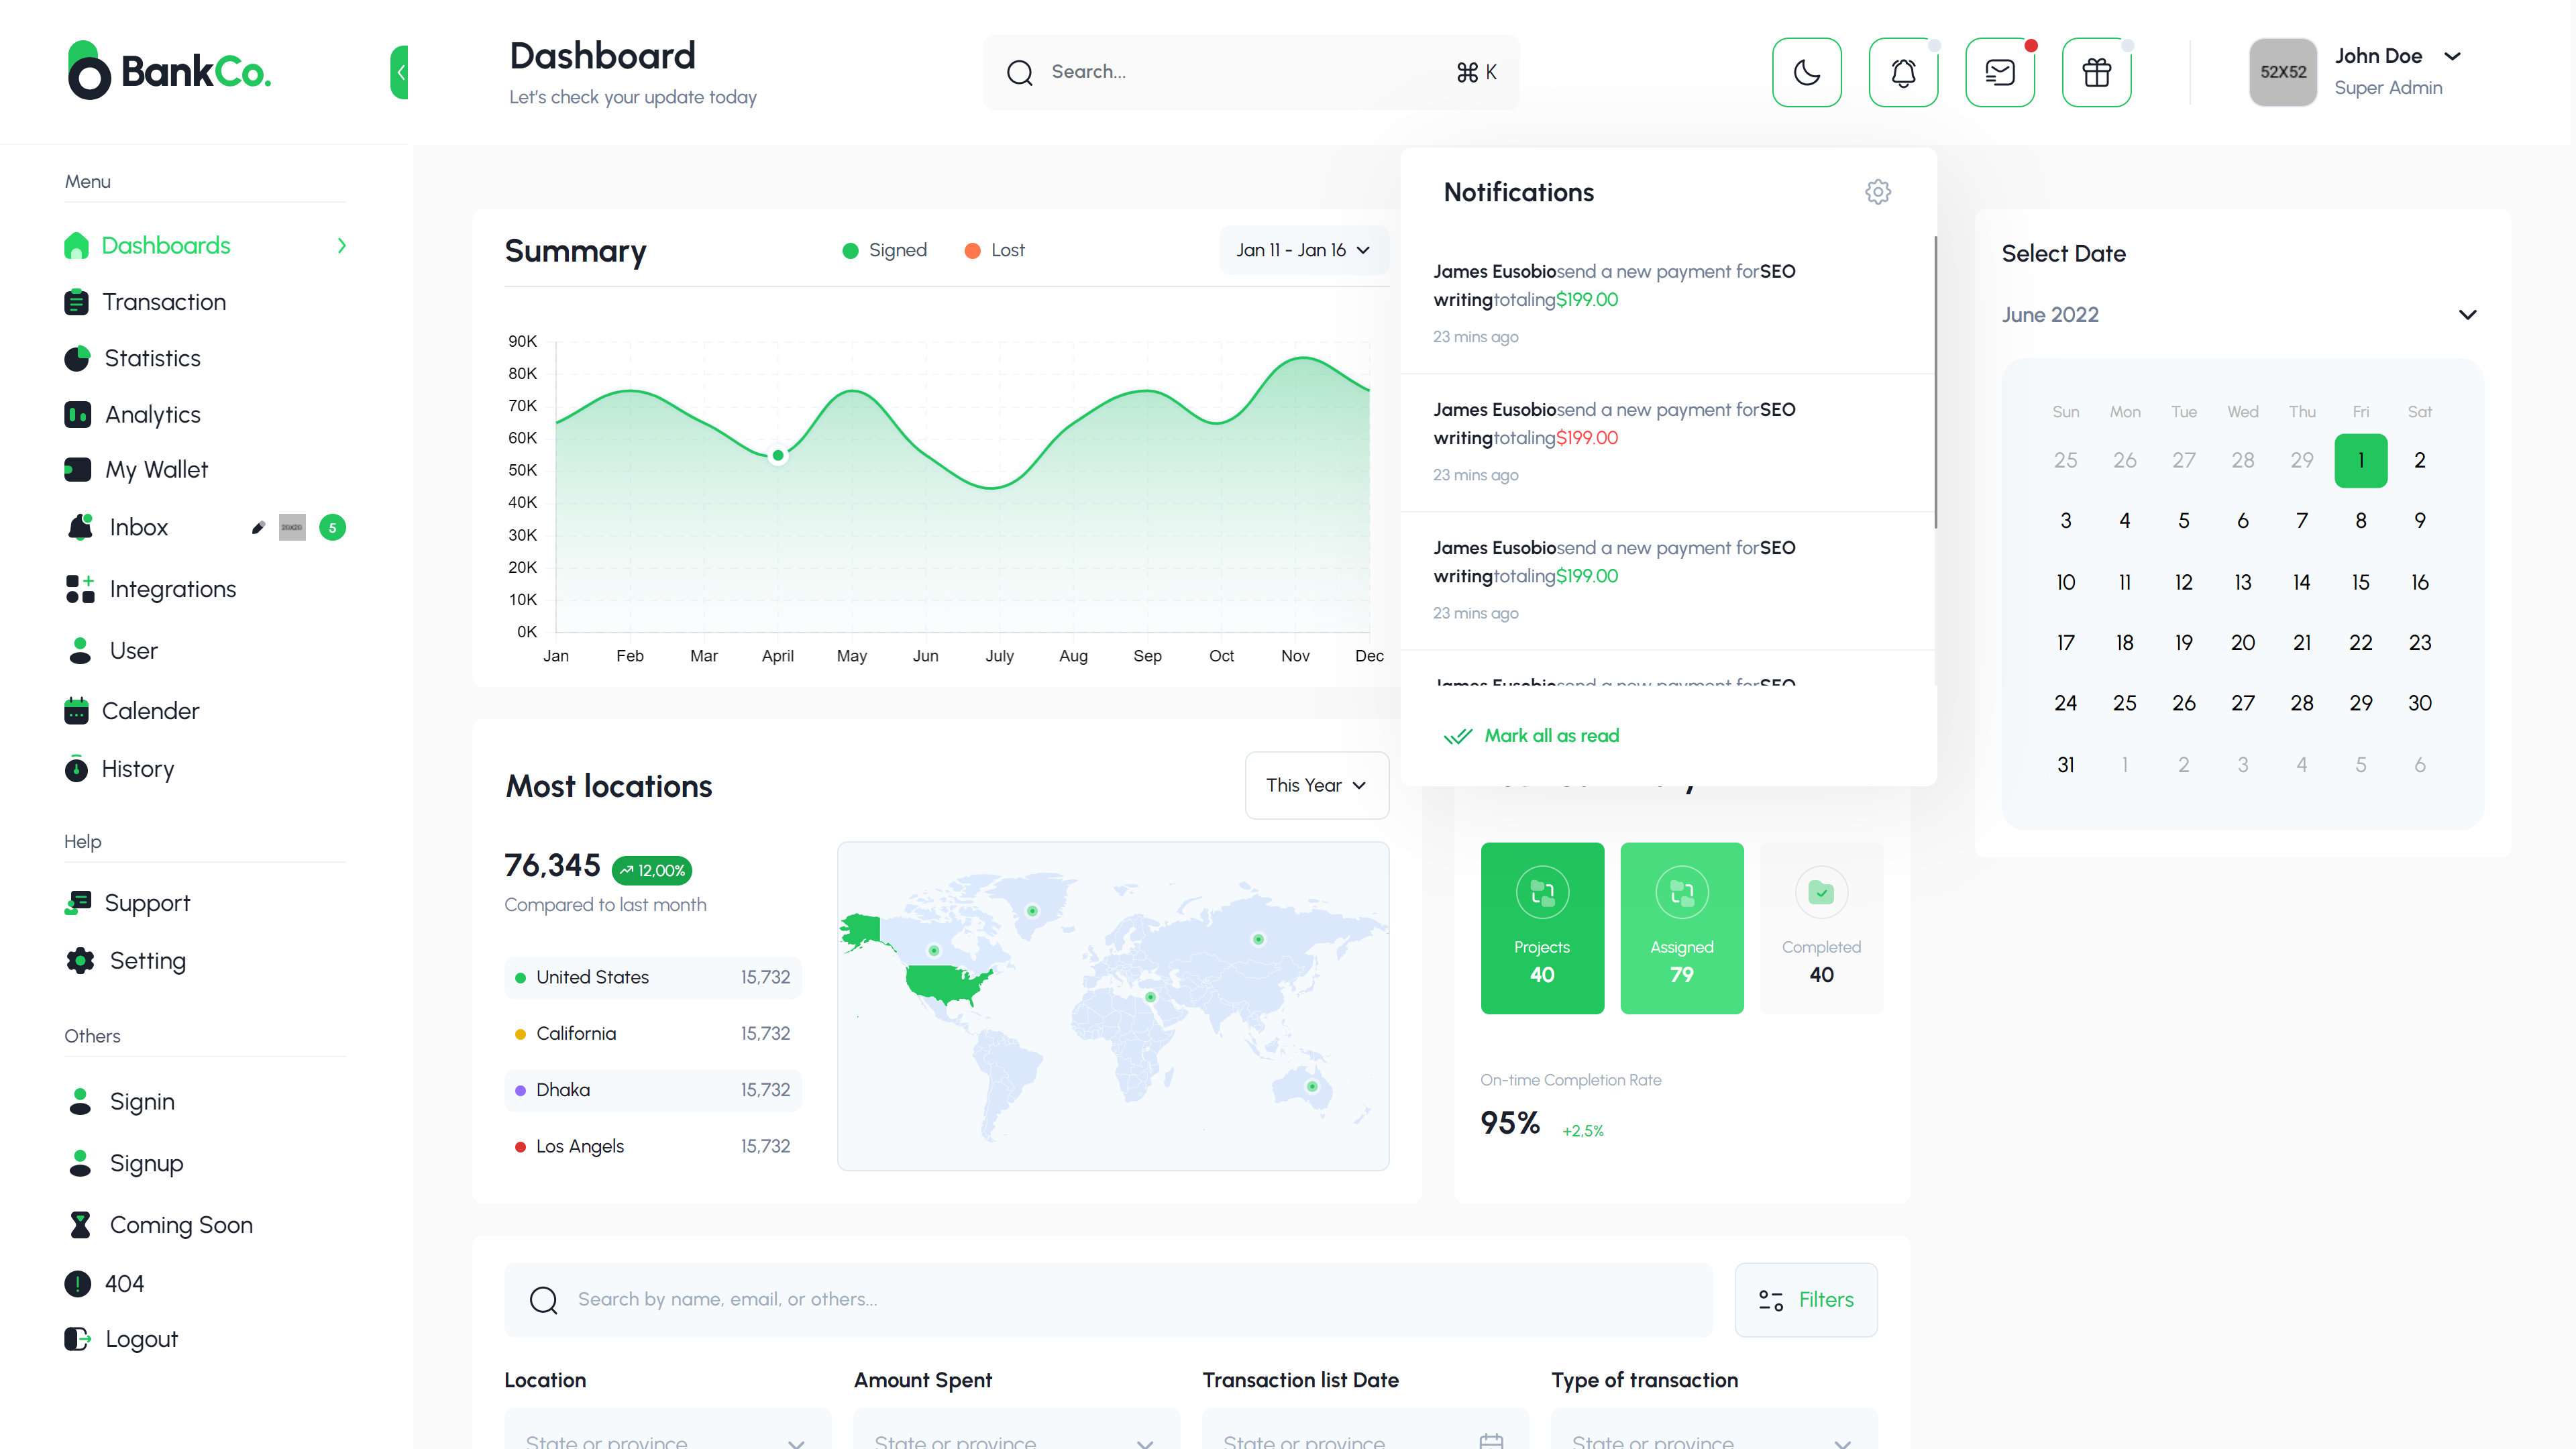 BankCo.
Dashboard
Let's check your update today
Search...
⌘ K
52X52
John Doe
Super Admin
Menu
Dashboards
Transaction
Statistics
Analytics
My Wallet
Inbox
20X20
5
Integrations
User
Calender
History
Help
Support
Setting
Others
Signin
Signup
Coming Soon
404
Logout
Summary
Signed
Lost
Jan 11 - Jan 16
90K
80K
70K
60K
50K
40K
30K
20K
10K
0K
Jan Feb Mar April May Jun July Aug Sep Oct Nov Dec
Notifications
James Eusobiosend a new payment forSEO
writingtotaling$199.00
23 mins ago
James Eusobiosend a new payment forSEO
writingtotaling$199.00
23 mins ago
James Eusobiosend a new payment forSEO
writingtotaling$199.00
23 mins ago
James Eusobiosend a new payment forSEO
Mark all as read
Select Date
June 2022
Sun Mon Tue Wed Thu Fri Sat
25 26 27 28 29 1 2
3 4 5 6 7 8 9
10 11 12 13 14 15 16
17 18 19 20 21 22 23
24 25 26 27 28 29 30
31 1 2 3 4 5 6
Most locations
This Year
76,345
12,00%
Compared to last month
United States 15,732
California 15,732
Dhaka 15,732
Los Angels 15,732
Projects
40
Assigned
79
Completed
40
On-time Completion Rate
95%
+2,5%
Search by name, email, or others...
Filters
Location
Amount Spent
Transaction list Date
Type of transaction
State or province
State or province
State or province
State or province